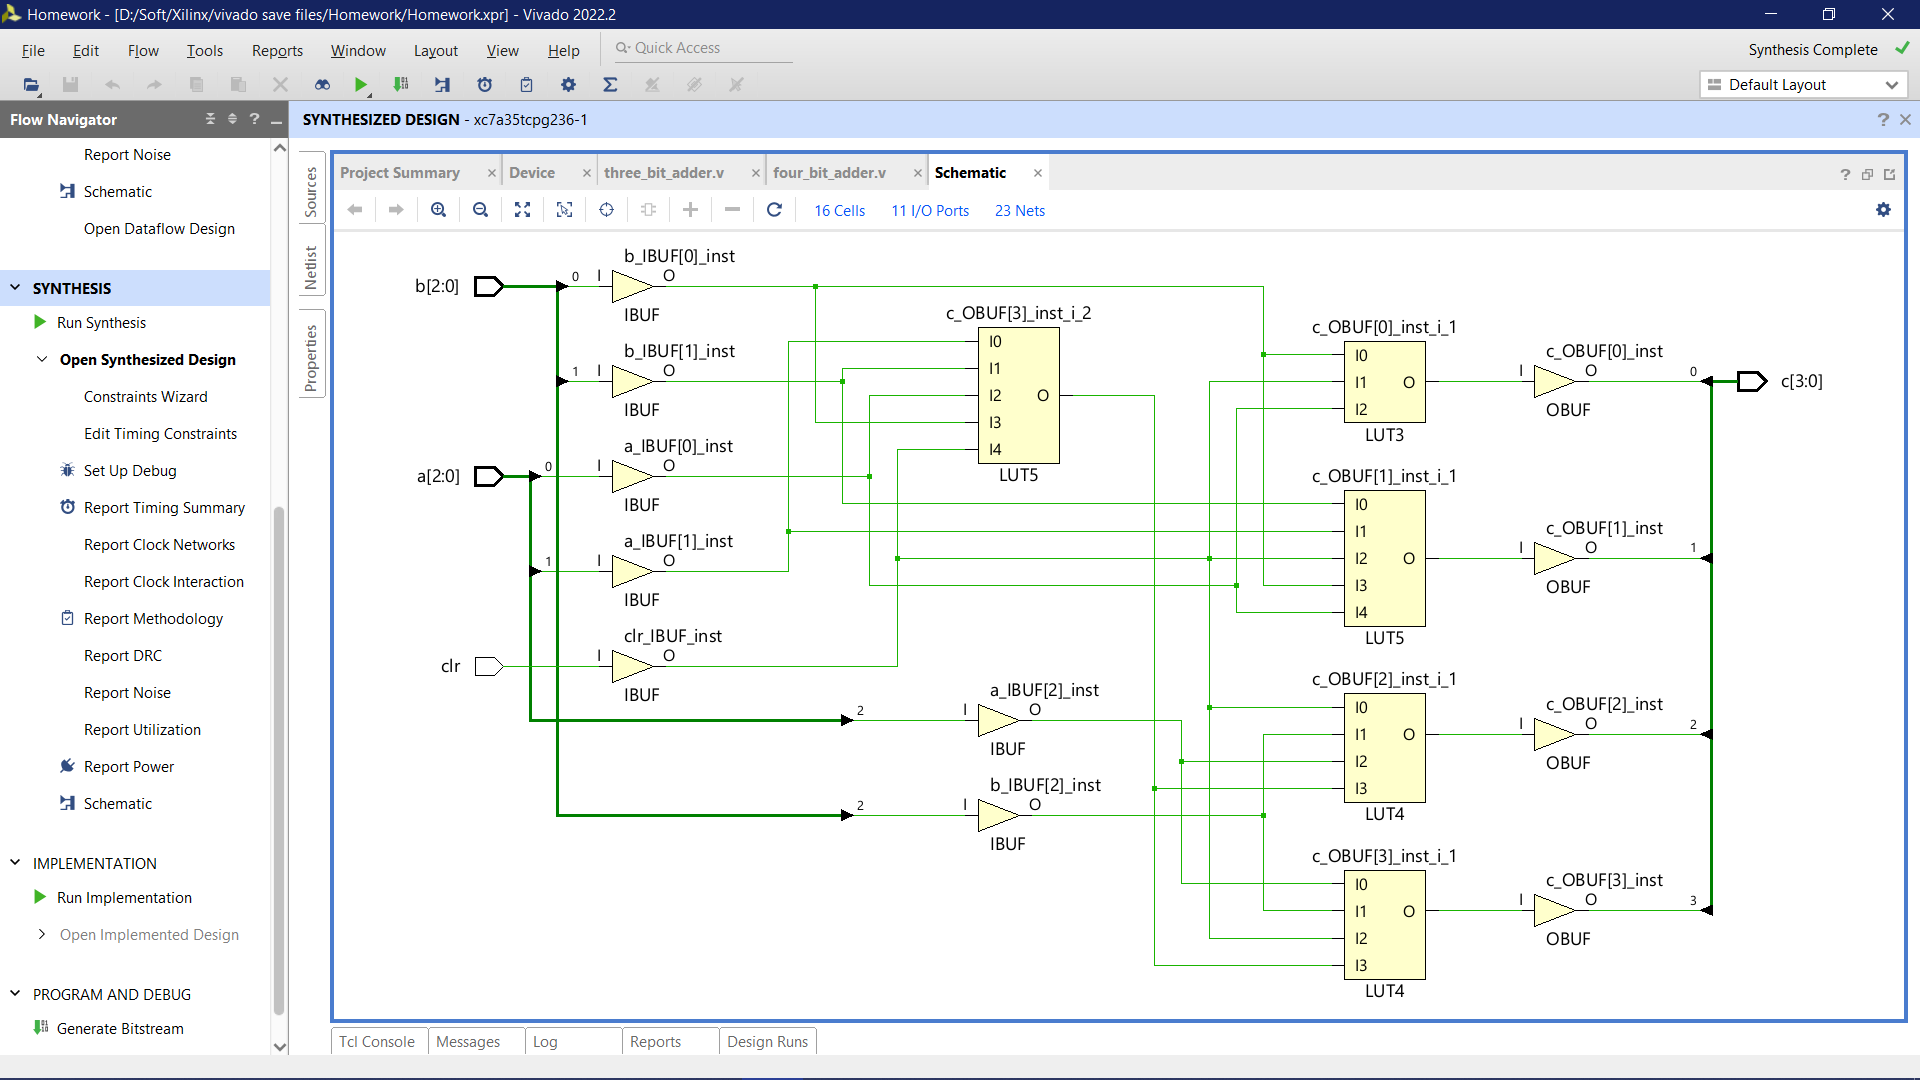 Homework - [D:/Soft/Xilinx/vivado save files/Homework/Homework.xpr] - Vivado 2022.2
File Edit Flow Tools Reports Window Layout View Help Quick Access Synthesis Complete
Default Layout
Flow Navigator
SYNTHESIZED DESIGN - xc7a35tcpg236-1
Report Noise
Schematic
Open Dataflow Design
SYNTHESIS
Run Synthesis
Open Synthesized Design
Constraints Wizard
Edit Timing Constraints
Set Up Debug
Report Timing Summary
Report Clock Networks
Report Clock Interaction
Report Methodology
Report DRC
Report Noise
Report Utilization
Report Power
Schematic
IMPLEMENTATION
Run Implementation
Open Implemented Design
PROGRAM AND DEBUG
Generate Bitstream
Sources
Netlist
Properties
Project Summary Device three_bit_adder.v four_bit_adder.v Schematic
16 Cells 11 I/O Ports 23 Nets
b[2:0]
0
b_IBUF[0]_inst
I O
IBUF
1
b_IBUF[1]_inst
I O
IBUF
a[2:0]
0
a_IBUF[0]_inst
I O
IBUF
1
a_IBUF[1]_inst
I O
IBUF
clr
clr_IBUF_inst
I O
IBUF
2
a_IBUF[2]_inst
I O
IBUF
2
b_IBUF[2]_inst
I O
IBUF
c_OBUF[3]_inst_i_2
I0
I1
I2 O
I3
I4
LUT5
c_OBUF[0]_inst_i_1
I0
I1 O
I2
LUT3
c_OBUF[1]_inst_i_1
I0
I1
I2 O
I3
I4
LUT5
c_OBUF[2]_inst_i_1
I0
I1 O
I2
I3
LUT4
c_OBUF[3]_inst_i_1
I0
I1 O
I2
I3
LUT4
c_OBUF[0]_inst
I O
OBUF
0
c[3:0]
c_OBUF[1]_inst
I O
OBUF
1
c_OBUF[2]_inst
I O
OBUF
2
c_OBUF[3]_inst
I O
OBUF
3
Tcl Console Messages Log Reports Design Runs